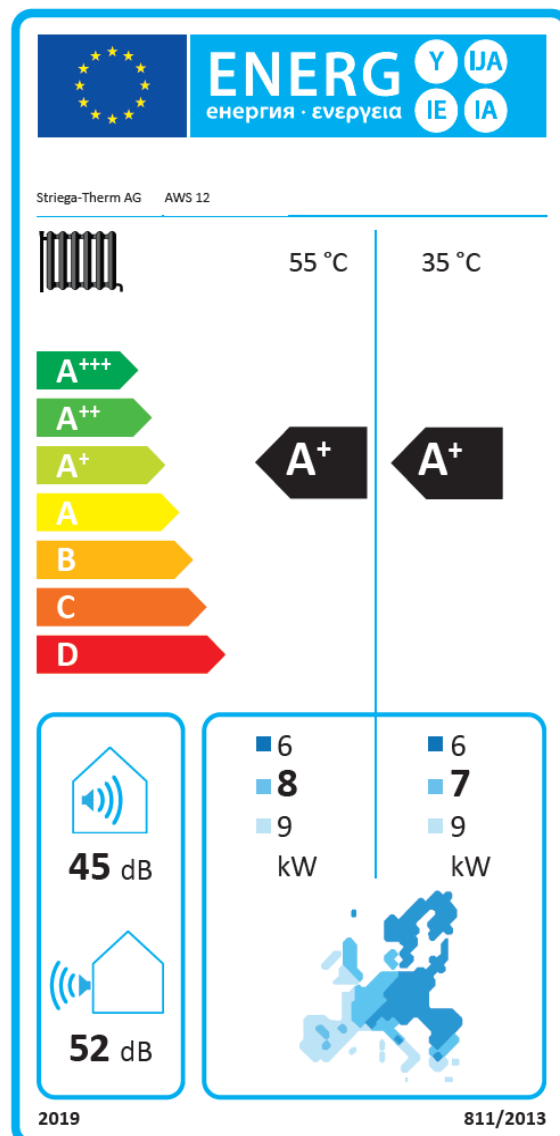 ENERG Y IJA
енергия · ενεργεια IE IA
Striega-Therm AG AWS 12
55 °C 35 °C
A+++
A++
A+ A+ A+
A
B
C
D
6 6
8 7
9 9
kW kW
45 dB
52 dB
2019 811/2013